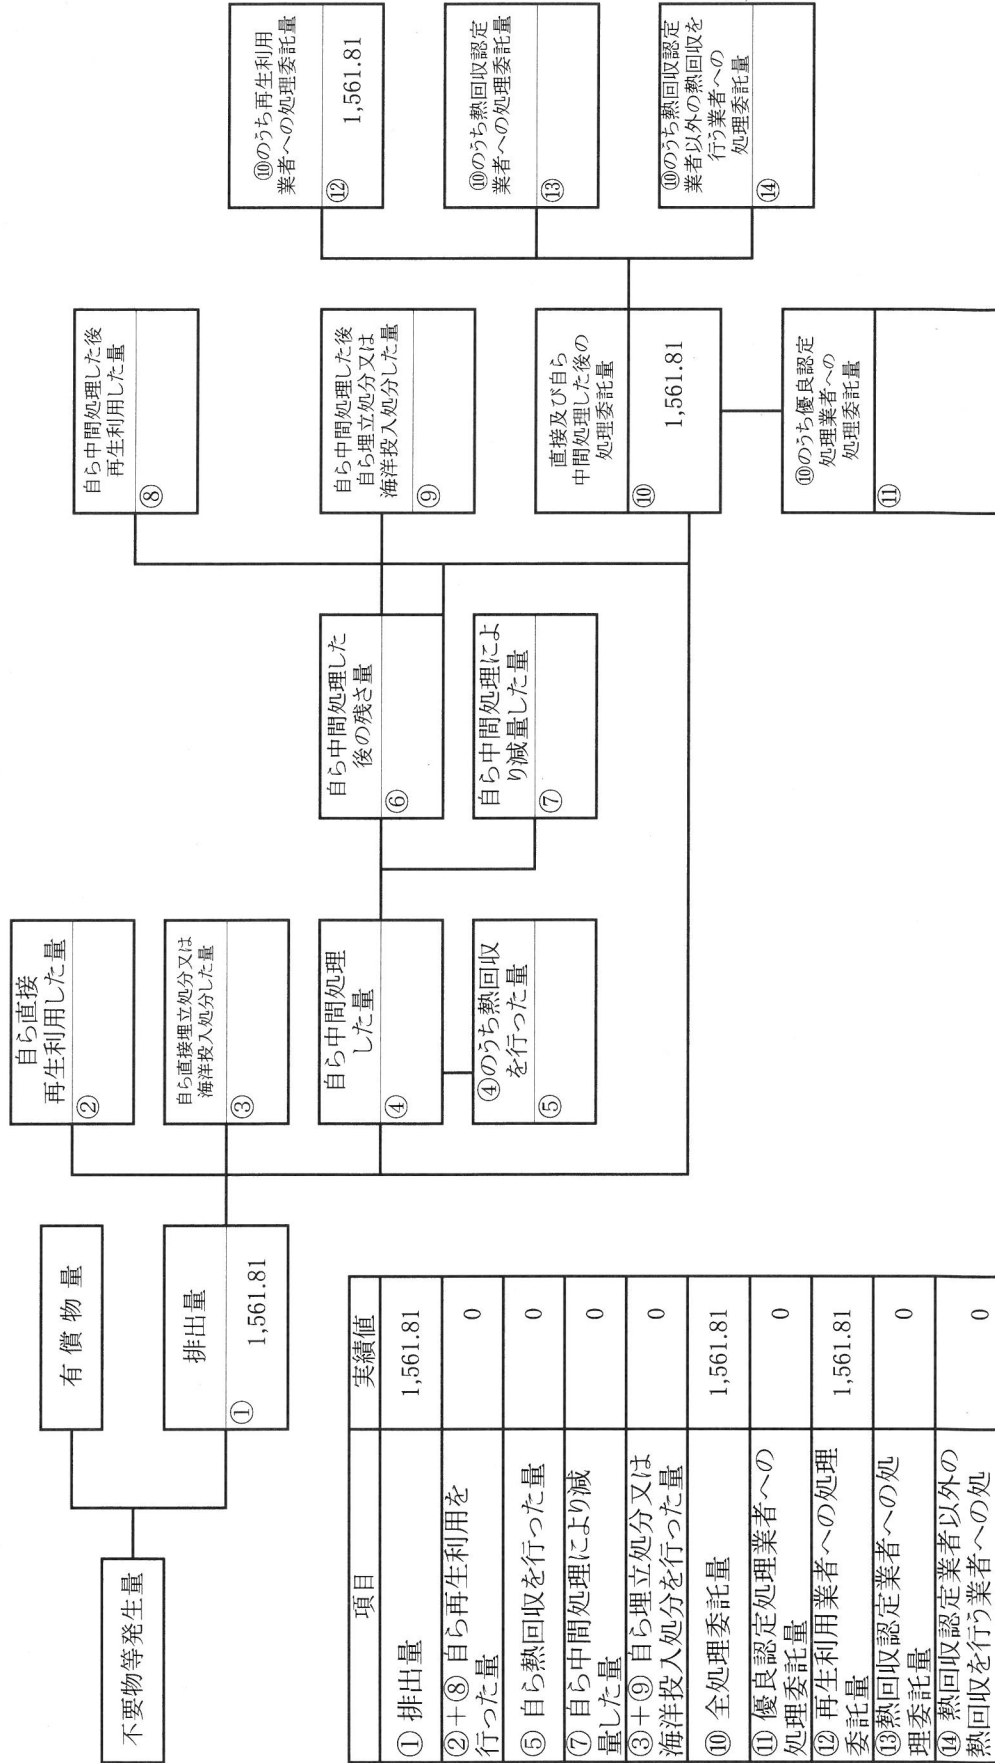 不要物等発生量
有償物量
排出量
①
1,561.81
自ら直接
再生利用した量
②
自ら直接埋立処分又は
海洋投入処分した量
③
自ら中間処理
した量
④
④のうち熱回収
を行った量
⑤
自ら中間処理した
後の残さ量
⑥
自ら中間処理によ
り減量した量
⑦
自ら中間処理した後
再生利用した量
⑧
自ら中間処理した後
自ら埋立処分又は
海洋投入処分した量
⑨
直接及び自ら
中間処理した後の
処理委託量
⑩
1,561.81
⑩のうち優良認定
処理業者への
処理委託量
⑪
⑩のうち再生利用
業者への処理委託量
⑫
1,561.81
⑩のうち熱回収認定
業者への処理委託量
⑬
⑩のうち熱回収認定
業者以外の熱回収を
行う業者への
処理委託量
⑭
項目 実績値
①排出量 1,561.81
②+⑧ 自ら再生利用を
行った量 0
⑤ 自ら熱回収を行った量 0
⑦ 自ら中間処理により減
量した量 0
③+⑨ 自ら埋立処分又は
海洋投入処分を行った量 0
⑩ 全処理委託量 1,561.81
⑪ 優良認定処理業者への
処理委託量 0
⑫ 再生利用業者への処理
委託量 1,561.81
⑬熱回収認定業者への処
理委託量 0
⑭ 熱回収認定業者以外の
熱回収を行う業者への処 0